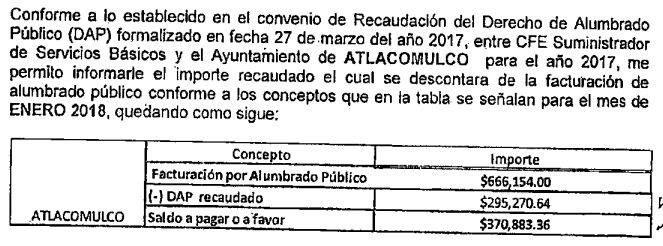 Conforme a lo establecido en el convenio de Recaudación del Derecho de Alumbrado
Público (DAP) formalizado en fecha 27 de marzo del año 2017, entre CFE Suministrador
de Servicios Básicos y el Ayuntamiento de ATLACOMULCO para el año 2017, me
permito informarle el importe recaudado el cual se descontara de la facturación de
alumbrado público conforme a los conceptos que en la tabla se señalan para el mes de
ENERO 2018, quedando como sigue:
Concepto Importe
Facturación por Alumbrado Público $666,154.00
(-) DAP recaudado $295,270.64
ATLACOMULCO Saldo a pagar o a favor $370,883.36